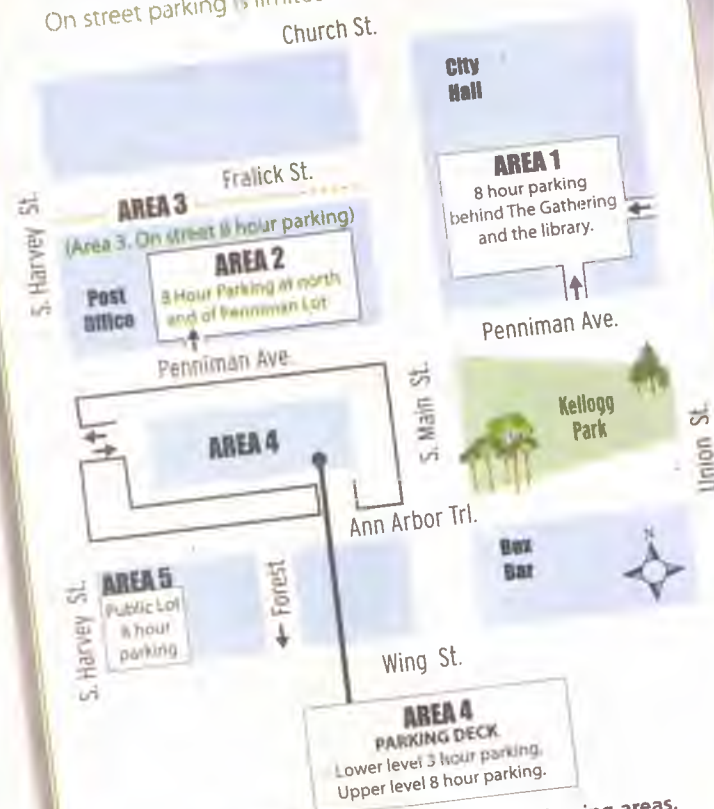 On street parking is limited
Church St.
City
Hall
AREA 1
8 hour parking
behind The Gathering
and the library.
Fralick St.
AREA 3
(Area 3. On street 8 hour parking)
S. Harvey St.
AREA 2
8 Hour Parking at north
end of Penniman Lot
Post
Office
Penniman Ave.
Penniman Ave.
S. Main St.
Kellogg
Park
Union St.
AREA 4
Ann Arbor Trl.
Box
Bar
N
AREA 5
Public Lot
8 hour
parking
S. Harvey St.
Forest
Wing St.
AREA 4
PARKING DECK
Lower level 3 hour parking.
Upper level 8 hour parking.
areas.